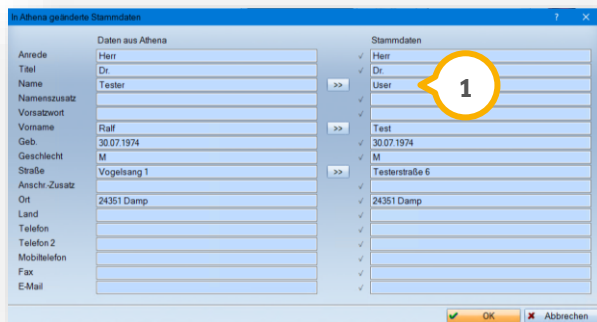 In Athena geänderte Stammdaten ? ×
Daten aus Athena Stammdaten
Anrede Herr ✓ Herr
Titel Dr. ✓ Dr.
Name Tester >> User 1
Namenszusatz ✓
Vorsatzwort ✓
Vorname Ralf >> Test
Geb. 30.07.1974 ✓ 30.07.1974
Geschlecht M ✓ M
Straße Vogelsang 1 >> Testerstraße 6
Anschr.-Zusatz ✓
Ort 24351 Damp ✓ 24351 Damp
Land ✓
Telefon ✓
Telefon 2 ✓
Mobiltelefon ✓
Fax ✓
E-Mail ✓
OK Abbrechen